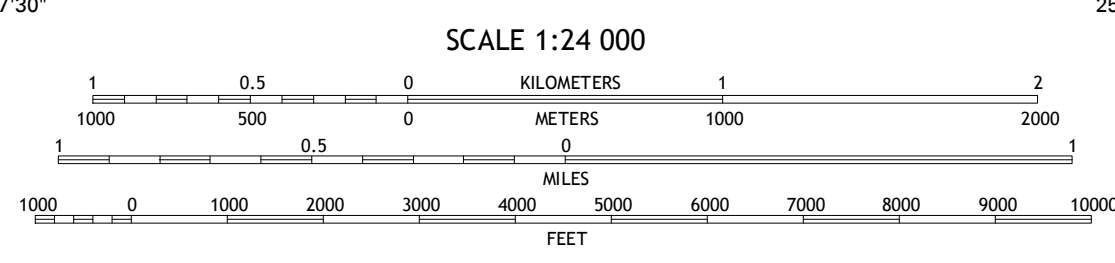 7'30" 25
SCALE 1:24 000
1 0.5 0 KILOMETERS 1 2
1000 500 0 METERS 1000 2000
1 0.5 0 1
MILES
1000 0 1000 2000 3000 4000 5000 6000 7000 8000 9000 10000
FEET